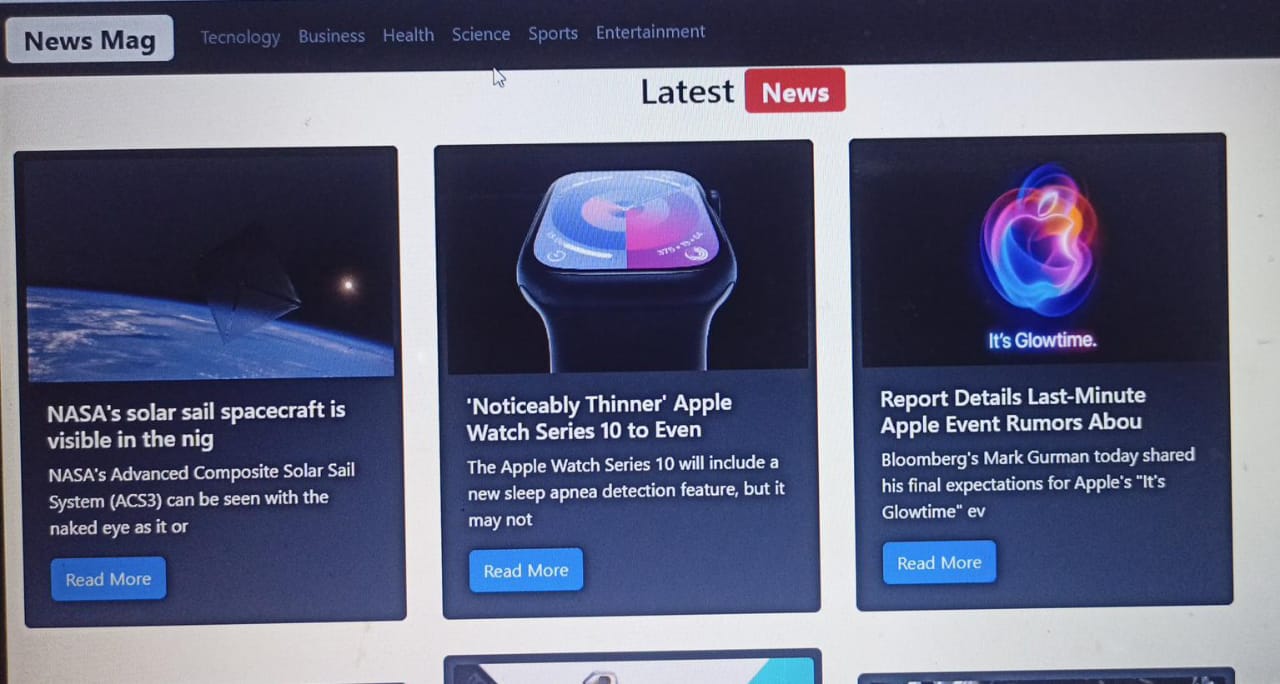 News Mag
Tecnology Business Health Science Sports Entertainment
Latest News
NASA's solar sail spacecraft is
visible in the nig
NASA's Advanced Composite Solar Sail
System (ACS3) can be seen with the
naked eye as it or
Read More
'Noticeably Thinner' Apple
Watch Series 10 to Even
The Apple Watch Series 10 will include a
new sleep apnea detection feature, but it
may not
Read More
It's Glowtime.
Report Details Last-Minute
Apple Event Rumors Abou
Bloomberg's Mark Gurman today shared
his final expectations for Apple's "It's
Glowtime" ev
Read More